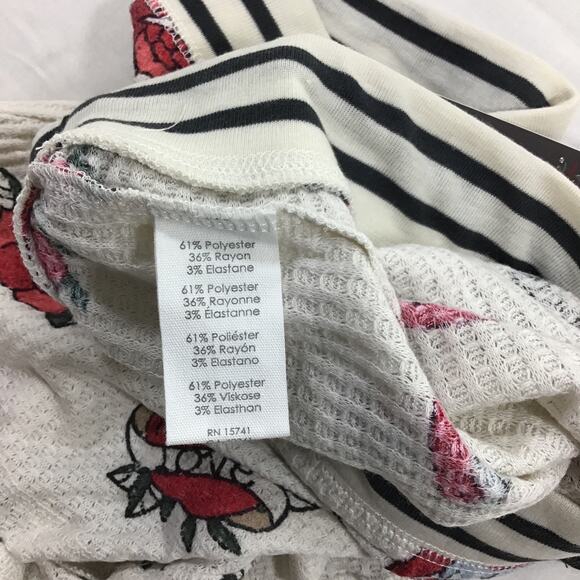 61% Polyester
36% Rayon
3% Elastane
61% Polyester
36% Rayonne
3% Elastanne
61% Poliéster
36% Rayón
3% Elastano
61% Polyester
36% Viskose
3% Elasthan
RN 15741
LOVE